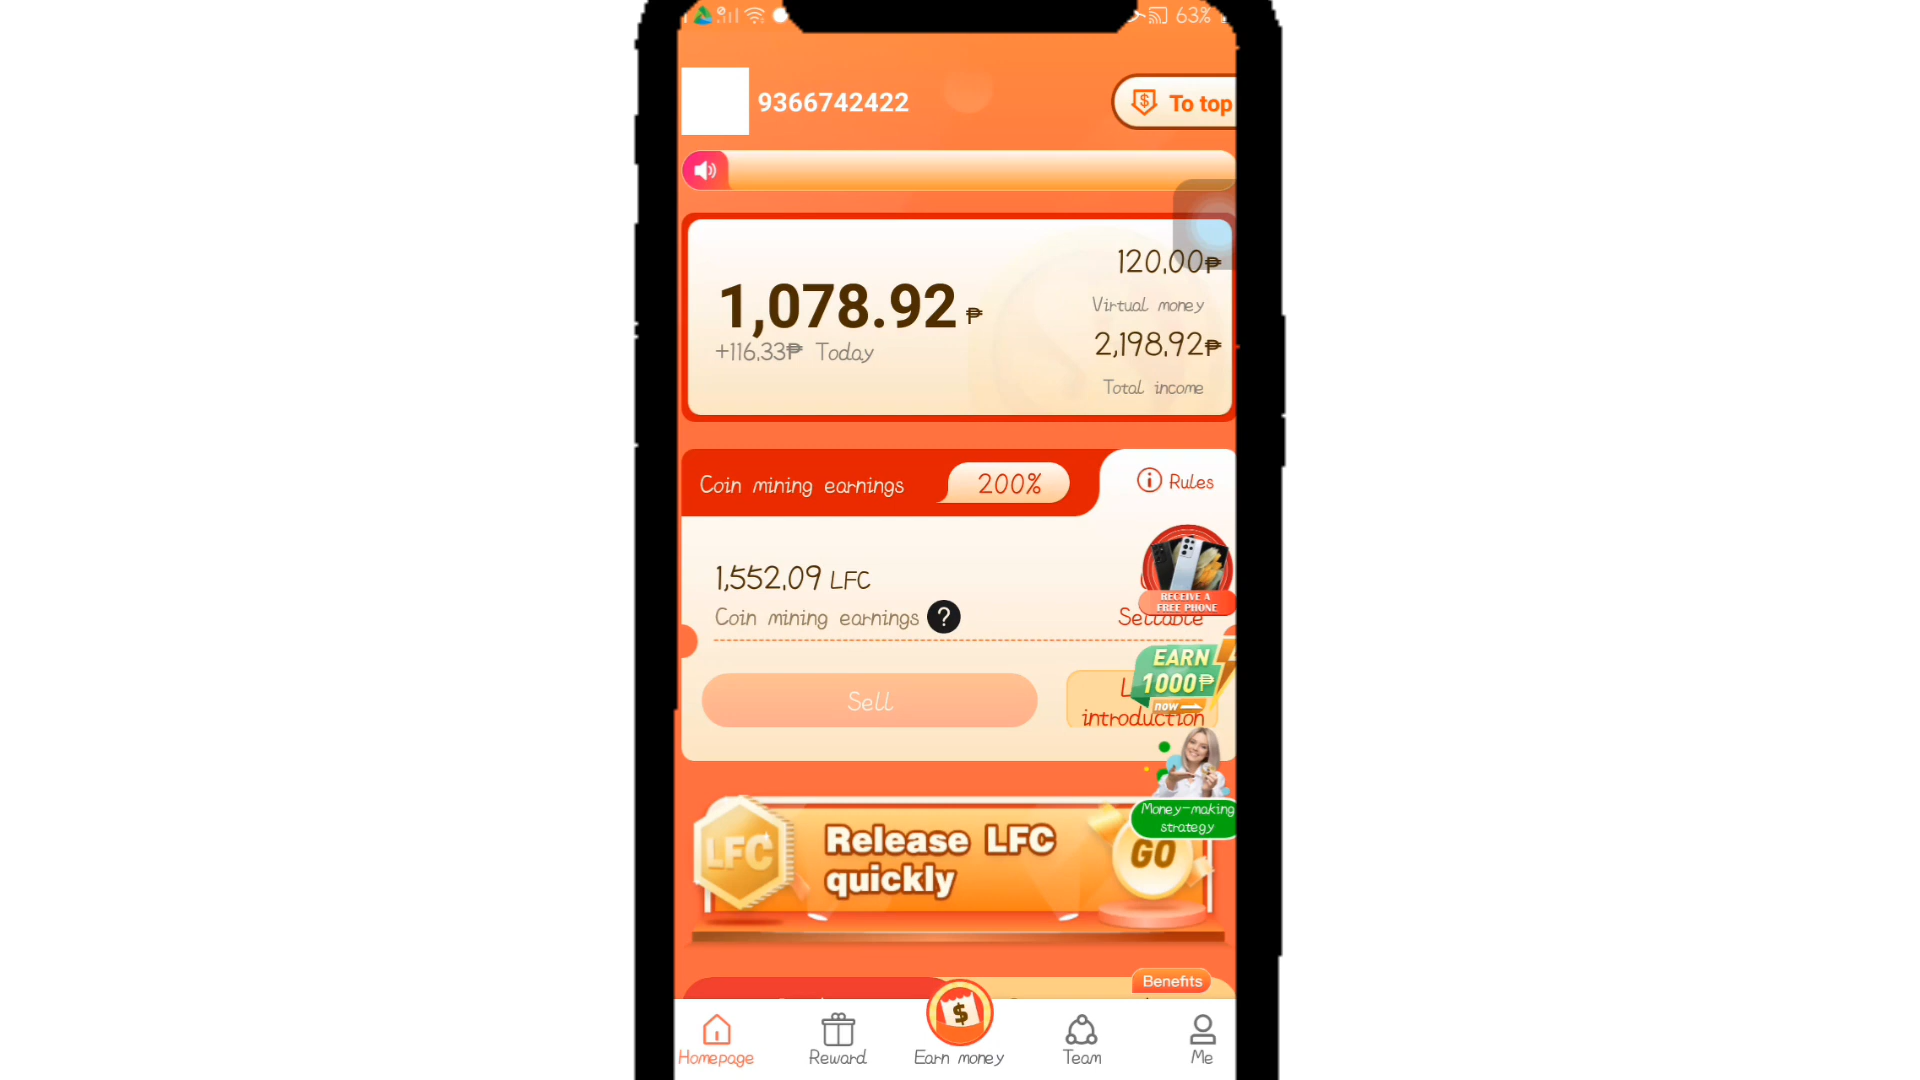 63%
9366742422
To top
120.00₱
1,078.92 ₱
Virtual money
+116.33₱ Today
2,198.92₱
Total income
Coin mining earnings
200%
Rules
1,552.09 LFC
RECEIVE A
FREE PHONE
Coin mining earnings ?
Sellable
EARN
1000₱
now
Sell
introduction
Money-making
strategy
LFC
Release LFC
quickly
GO
Benefits
Homepage
Reward
Earn money
Team
Me